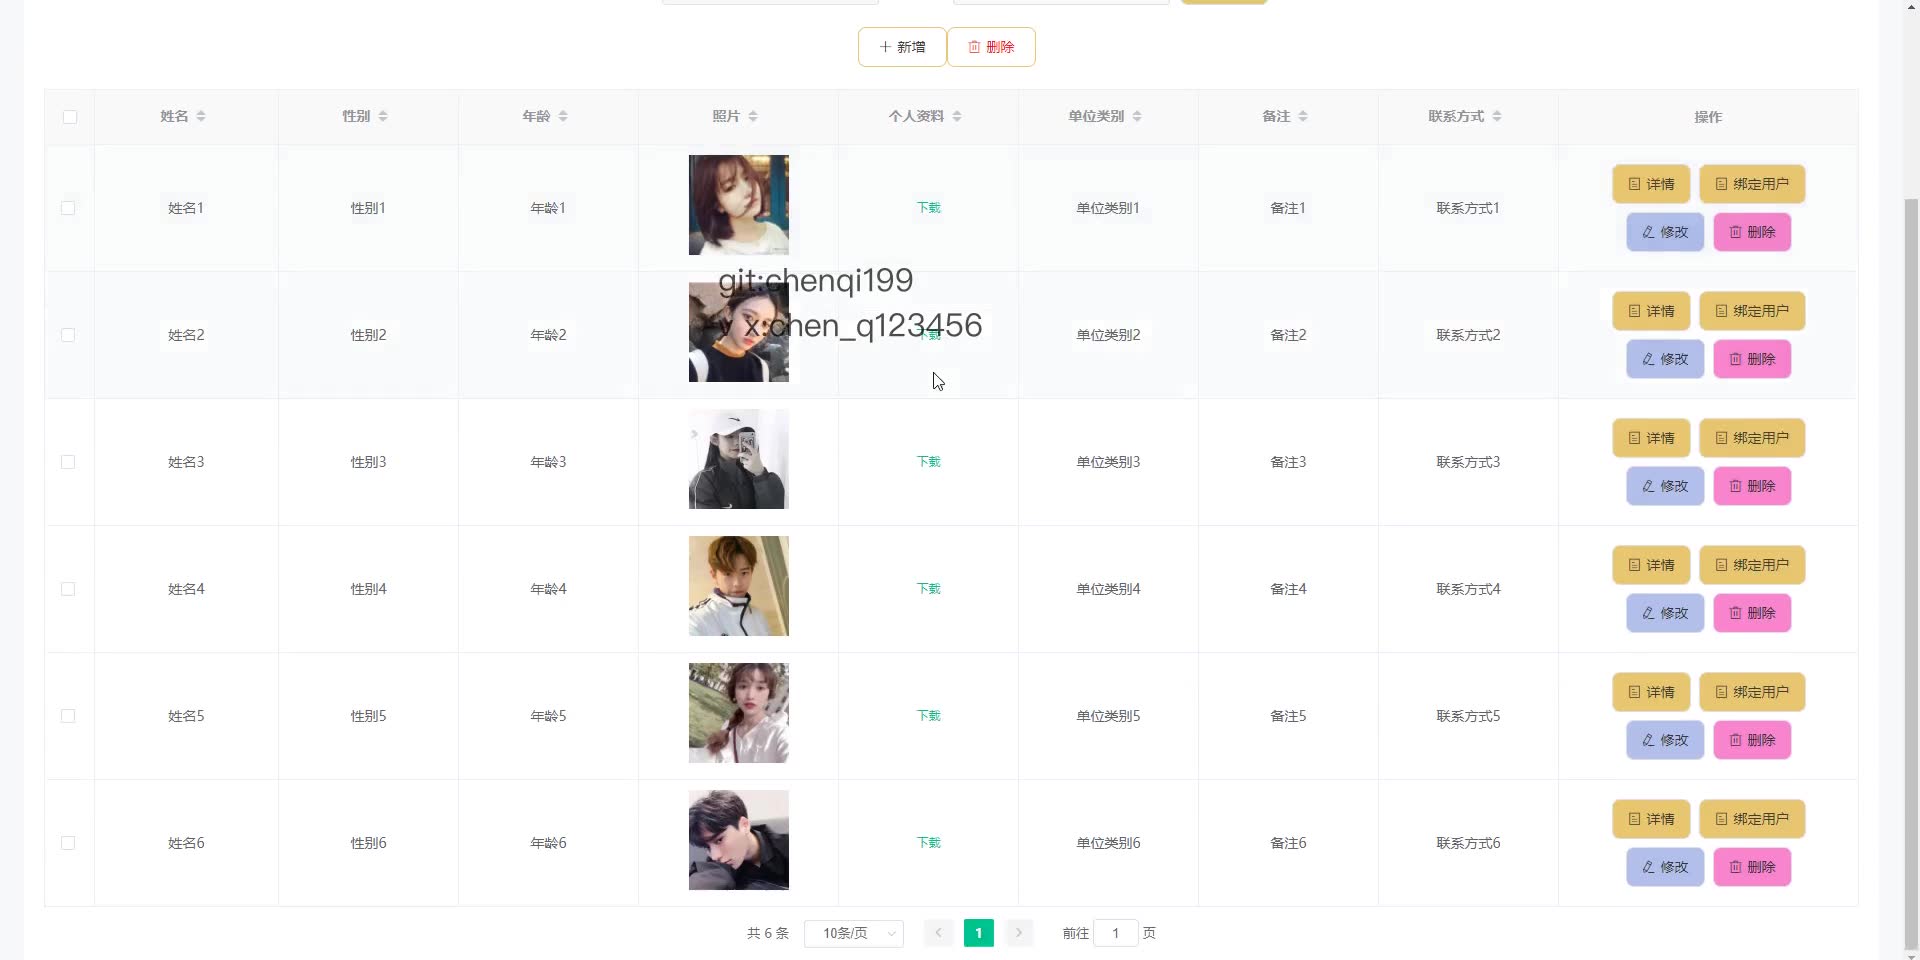 新增 删除
姓名 性别 年龄 照片 个人资料 单位类别 备注 联系方式 操作
姓名1 性别1 年龄1 下载 单位类别1 备注1 联系方式1 详情 绑定用户
修改 删除
git:chenqi199
v x:chen_q123456
姓名2 性别2 年龄2 下载 单位类别2 备注2 联系方式2 详情 绑定用户
修改 删除
姓名3 性别3 年龄3 下载 单位类别3 备注3 联系方式3 详情 绑定用户
修改 删除
姓名4 性别4 年龄4 下载 单位类别4 备注4 联系方式4 详情 绑定用户
修改 删除
姓名5 性别5 年龄5 下载 单位类别5 备注5 联系方式5 详情 绑定用户
修改 删除
姓名6 性别6 年龄6 下载 单位类别6 备注6 联系方式6 详情 绑定用户
修改 删除
共 6 条 10条/页 1 前往 1 页